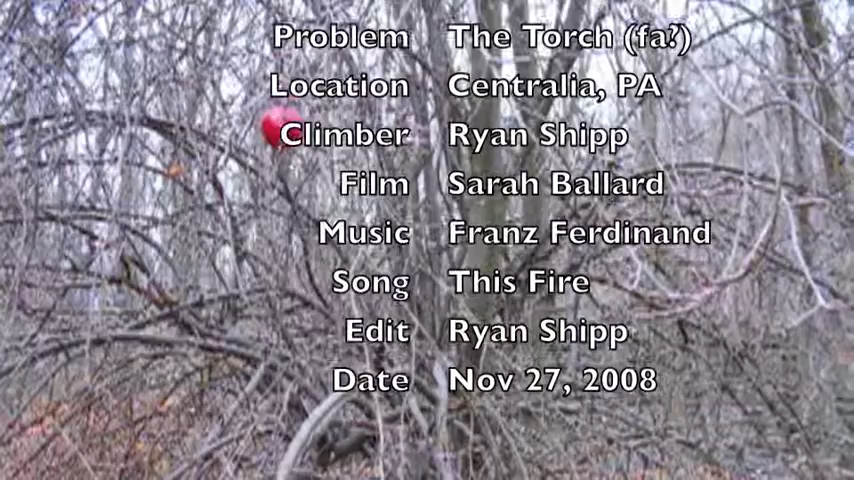 Problem The Torch (fa?)
Location Centralia, PA
Climber Ryan Shipp
Film Sarah Ballard
Music Franz Ferdinand
Song This Fire
Edit Ryan Shipp
Date Nov 27, 2008